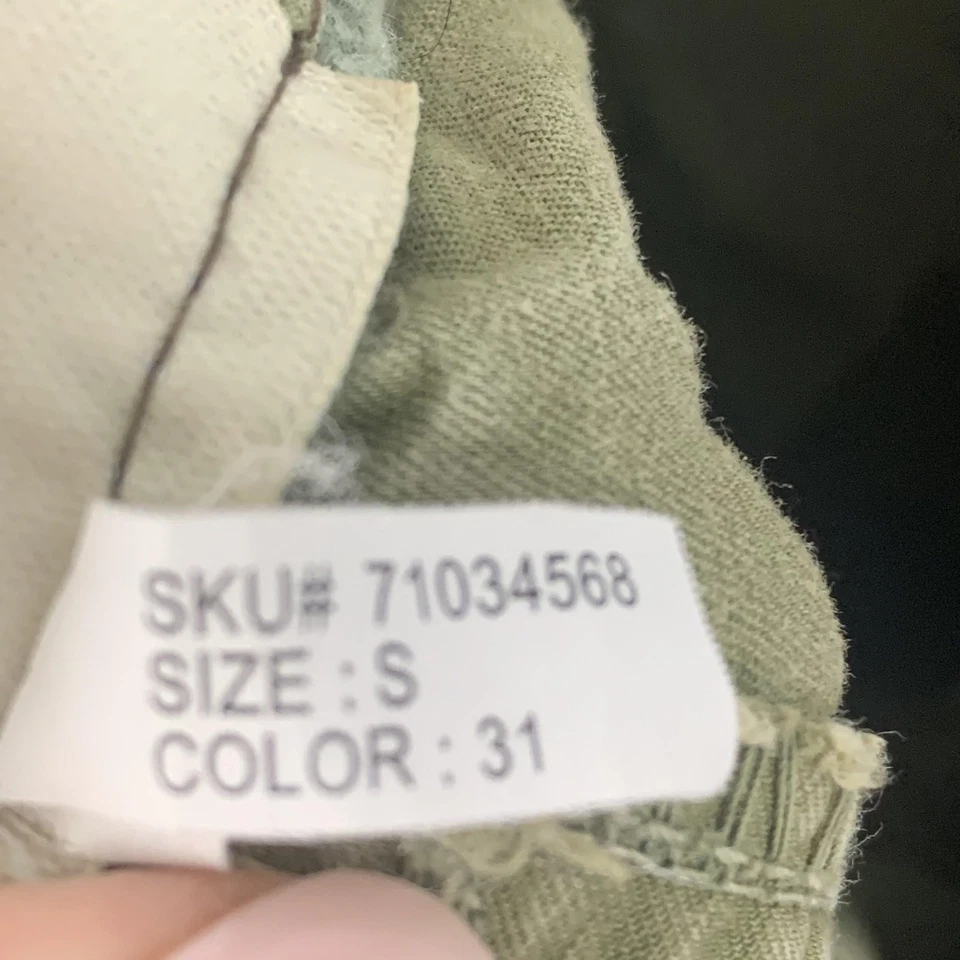 SKU# 71034568
SIZE : S
COLOR : 31